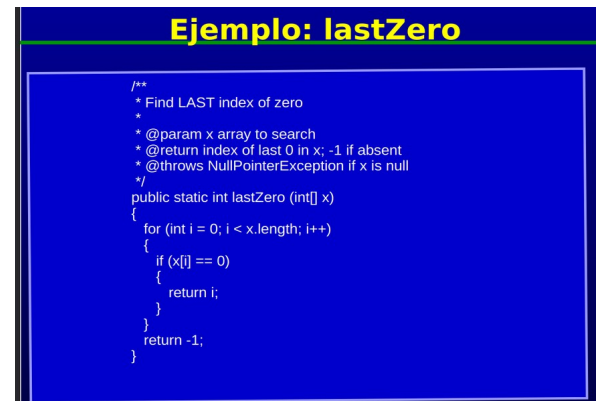 Ejemplo: lastZero
/**
* Find LAST index of zero
*
* @param x array to search
* @return index of last 0 in x; -1 if absent
* @throws NullPointerException if x is null
*/
public static int lastZero (int[] x)
{
for (int i = 0; i < x.length; i++)
{
if (x[i] == 0)
{
return i;
}
}
return -1;
}